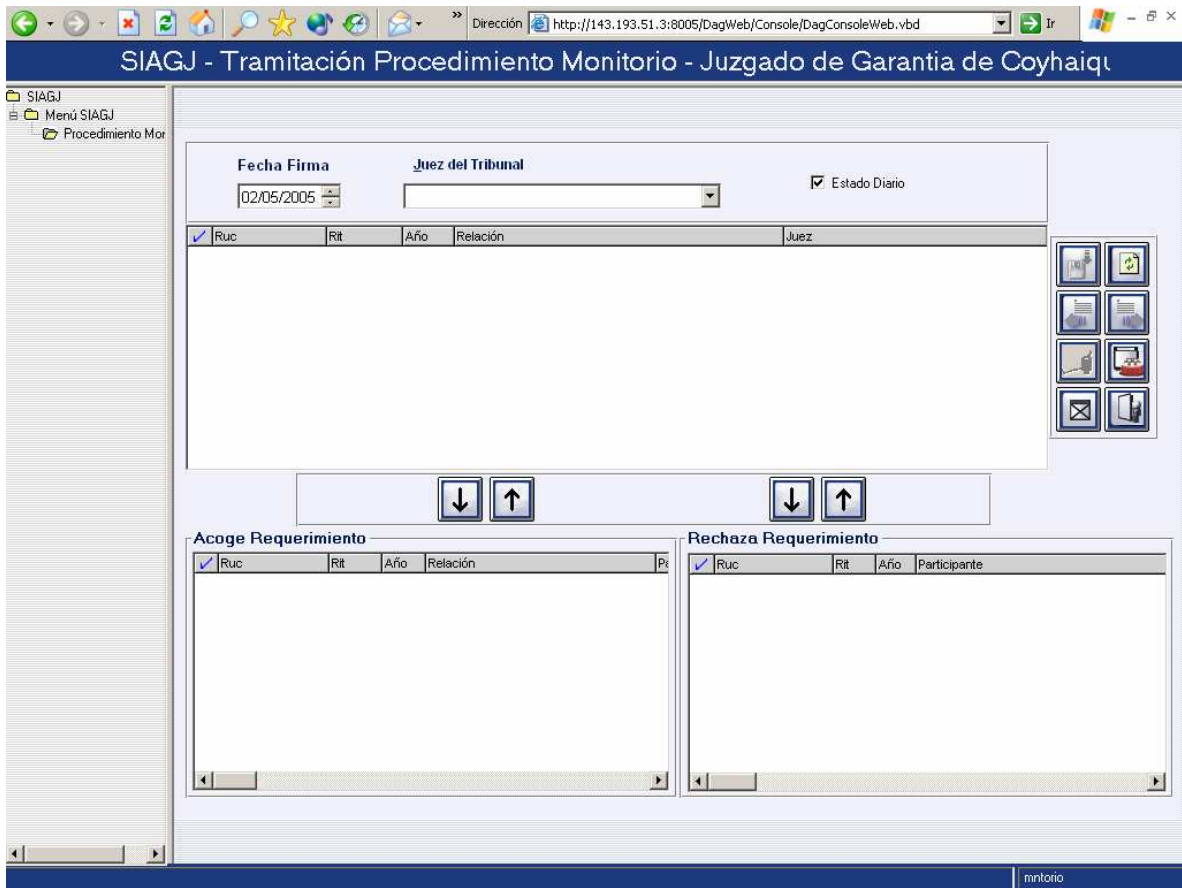 » Dirección http://143.193.51.3:8005/DagWeb/Console/DagConsoleWeb.vbd Ir
SIAGJ - Tramitación Procedimiento Monitorio - Juzgado de Garantia de Coyhaiqu
SIAGJ
Menú SIAGJ
Procedimiento Mor
Fecha Firma Juez del Tribunal
02/05/2005 Estado Diario
Ruc Rit Año Relación Juez
Acoge Requerimiento Rechaza Requerimiento
Ruc Rit Año Relación Pa Ruc Rit Año Participante
mntorio